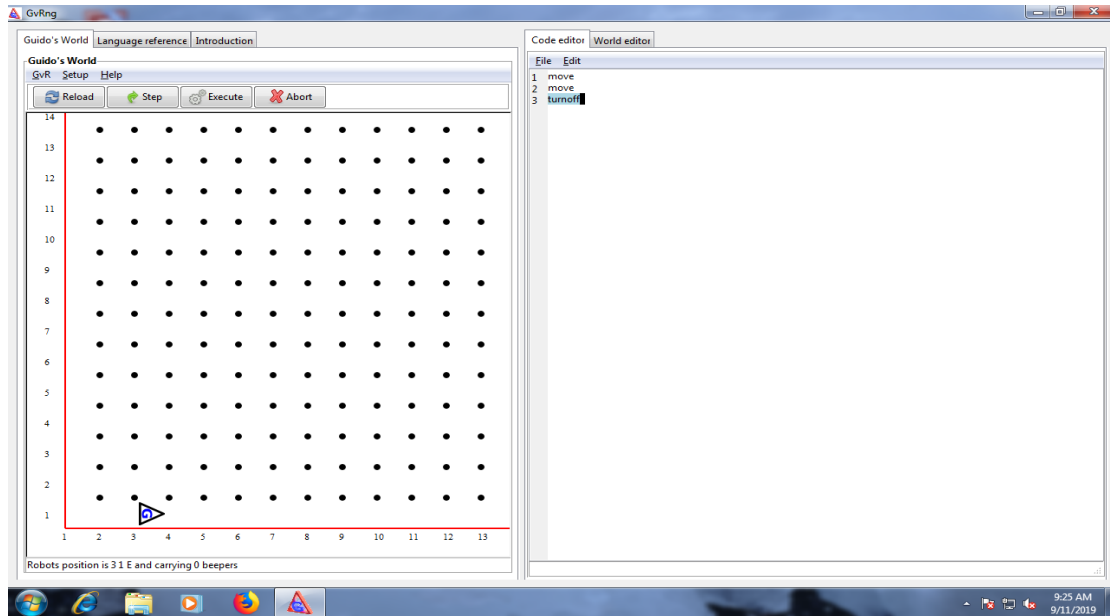 GvRng
Guido's World Language reference Introduction
Guido's World
GvR Setup Help
Reload Step Execute Abort
14
13
12
11
10
9
8
7
6
5
4
3
2
1
G
1 2 3 4 5 6 7 8 9 10 11 12 13
Robots position is 3 1 E and carrying 0 beepers
Code editor World editor
File Edit
1 move
2 move
3 turnoff
9:25 AM
9/11/2019